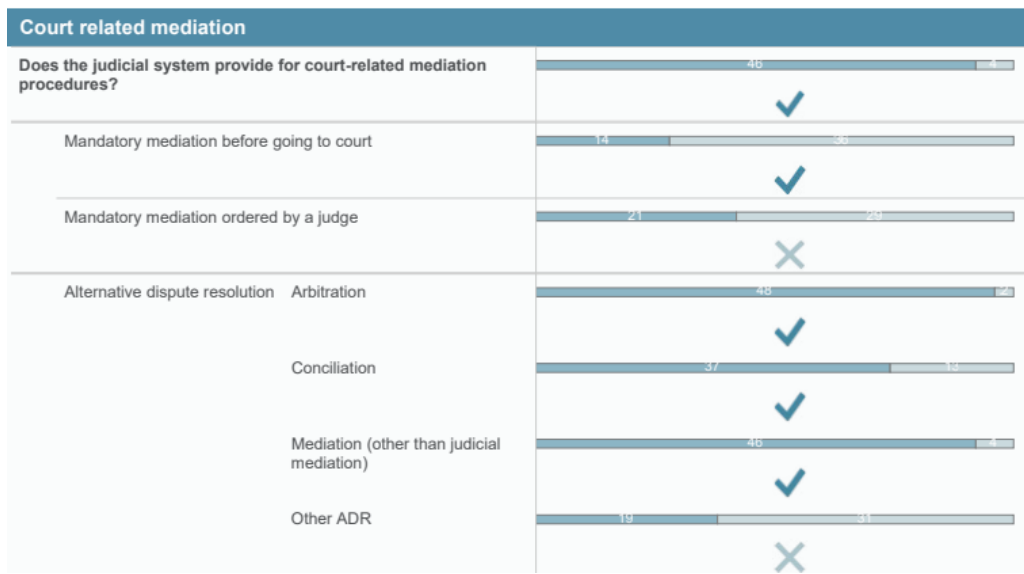 Court related mediation
Does the judicial system provide for court-related mediation
procedures?
46 4
Mandatory mediation before going to court
14 36
Mandatory mediation ordered by a judge
21 29
Alternative dispute resolution Arbitration
48 2
Conciliation
37 13
Mediation (other than judicial
mediation)
46 4
Other ADR
19 31